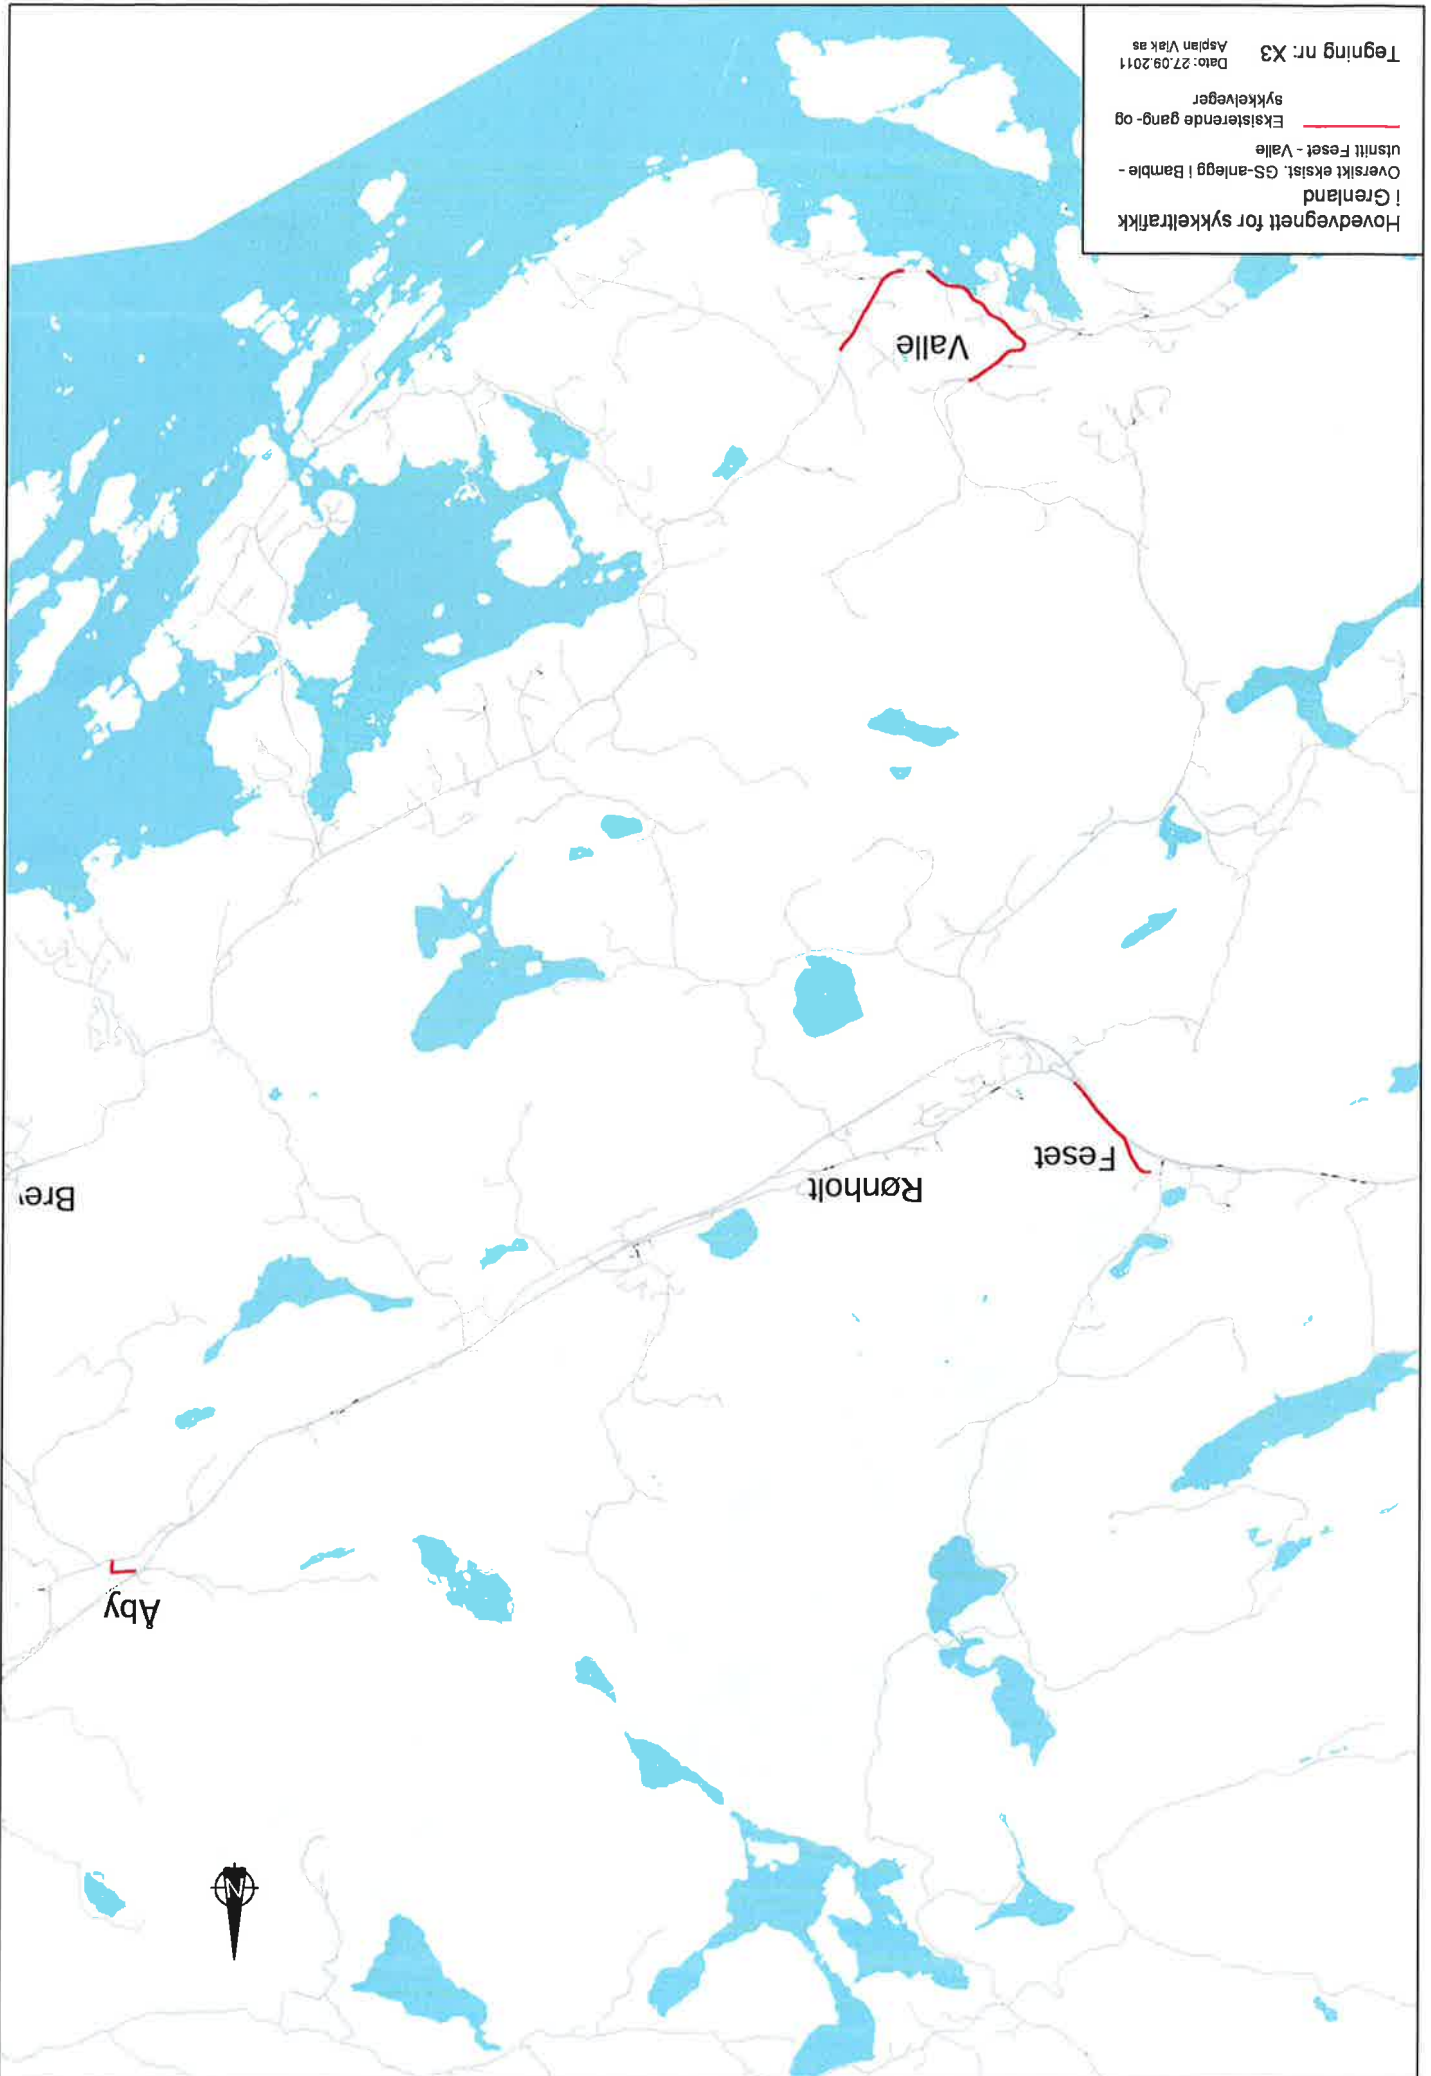 N
Åby
Bre
Rønholt
Feset
Valle
Hovedvegnett for sykkeltrafikk
i Grenland
Oversikt eksist. GS-anlegg i Bamble -
utsnitt Feset - Valle
Eksisterende gang- og
sykkelveger
Tegning nr: X3
Dato: 27.09.2011
Asplan Viak as